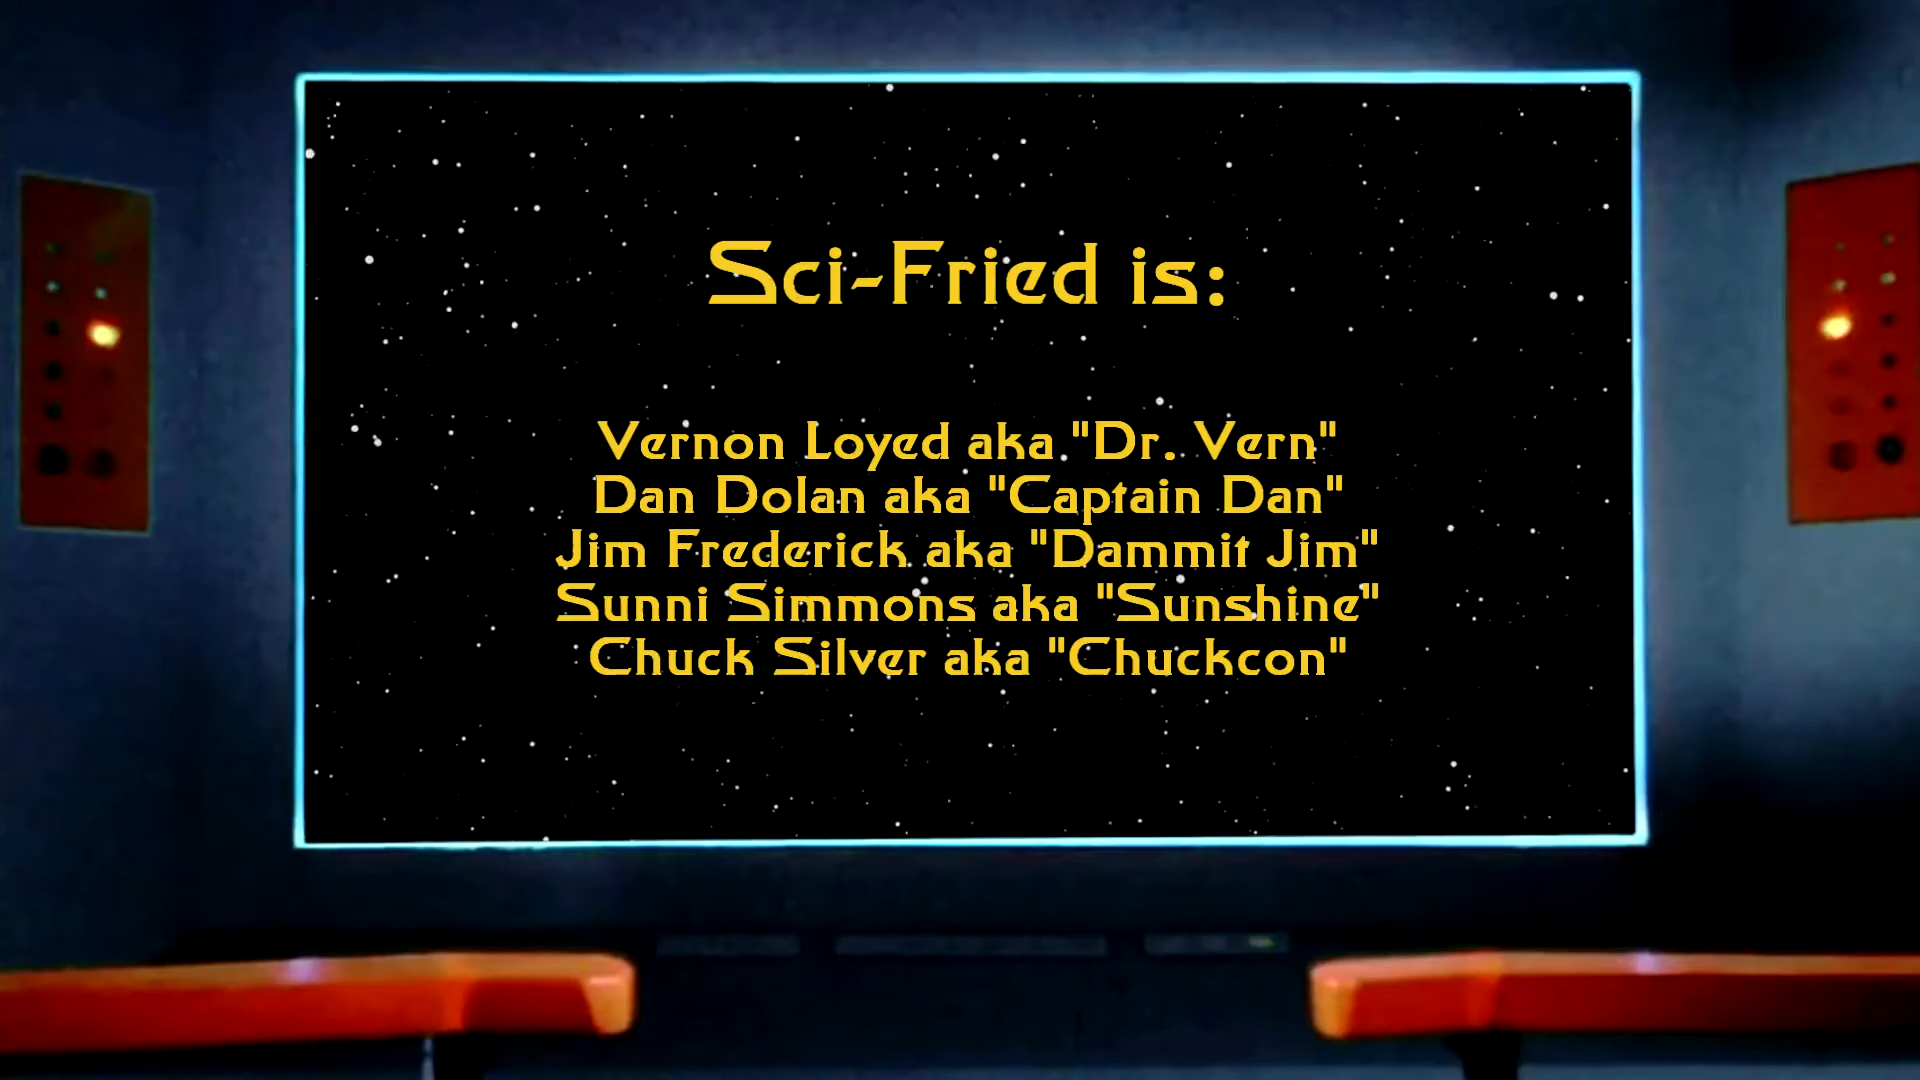 Sci-Fried is:
Vernon Loyed aka "Dr. Vern"
Dan Dolan aka "Captain Dan"
Jim Frederick aka "Dammit Jim"
Sunni Simmons aka "Sunshine"
Chuck Silver aka "Chuckcon"